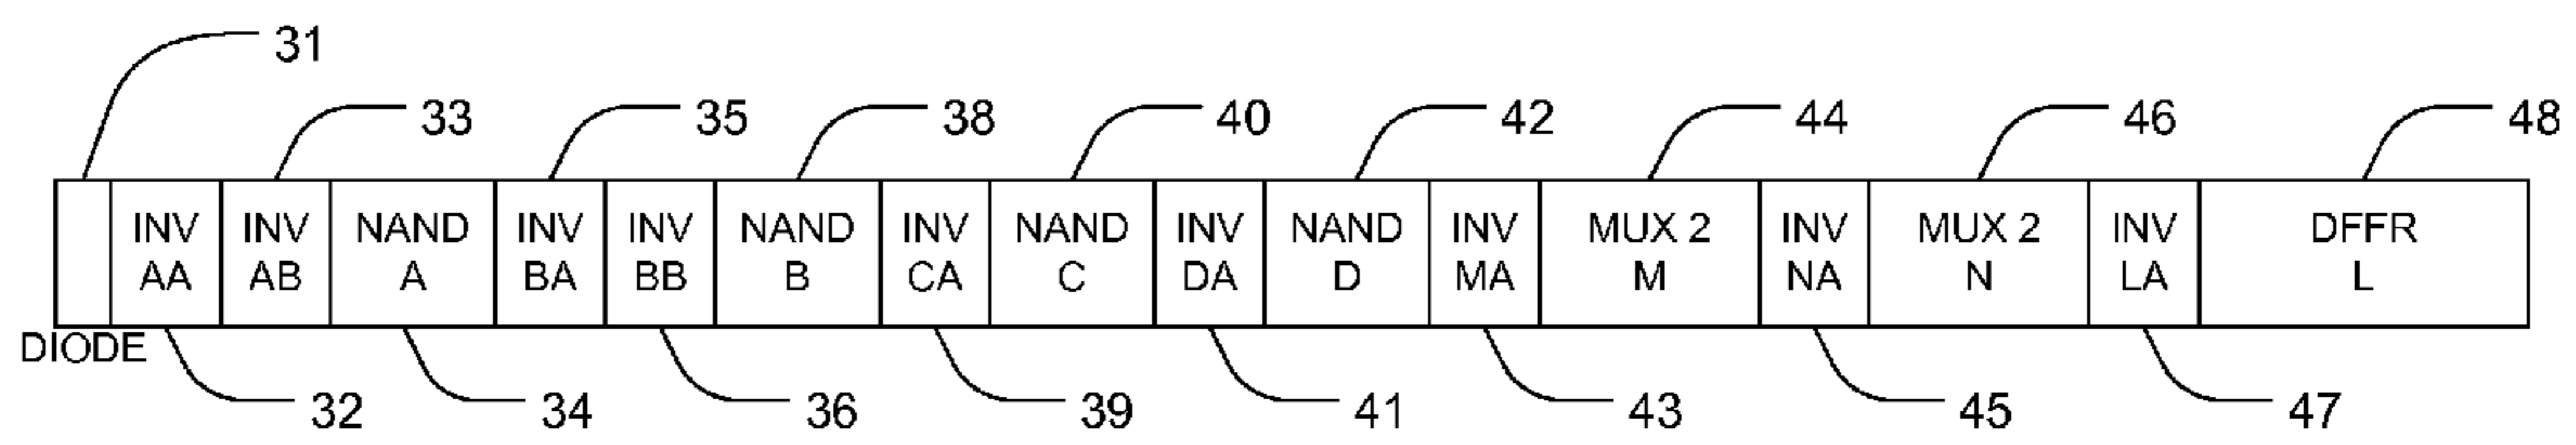 31
33
35
38
40
42
44
46
48
INV
AA
INV
AB
NAND
A
INV
BA
INV
BB
NAND
B
INV
CA
NAND
C
INV
DA
NAND
D
INV
MA
MUX 2
M
INV
NA
MUX 2
N
INV
LA
DFFR
L
DIODE
32
34
36
39
41
43
45
47